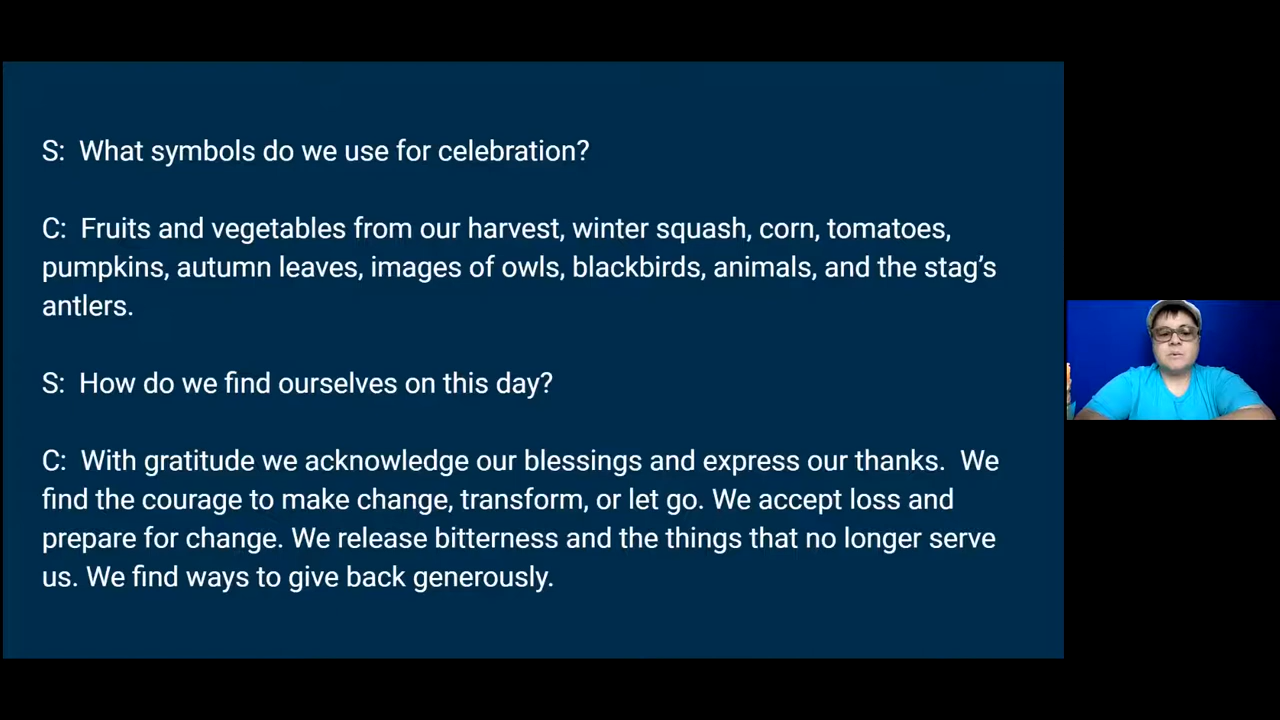 S:  What symbols do we use for celebration?
C:  Fruits and vegetables from our harvest, winter squash, corn, tomatoes,
pumpkins, autumn leaves, images of owls, blackbirds, animals, and the stag’s
antlers.
S:  How do we find ourselves on this day?
C:  With gratitude we acknowledge our blessings and express our thanks.  We
find the courage to make change, transform, or let go. We accept loss and
prepare for change. We release bitterness and the things that no longer serve
us. We find ways to give back generously.